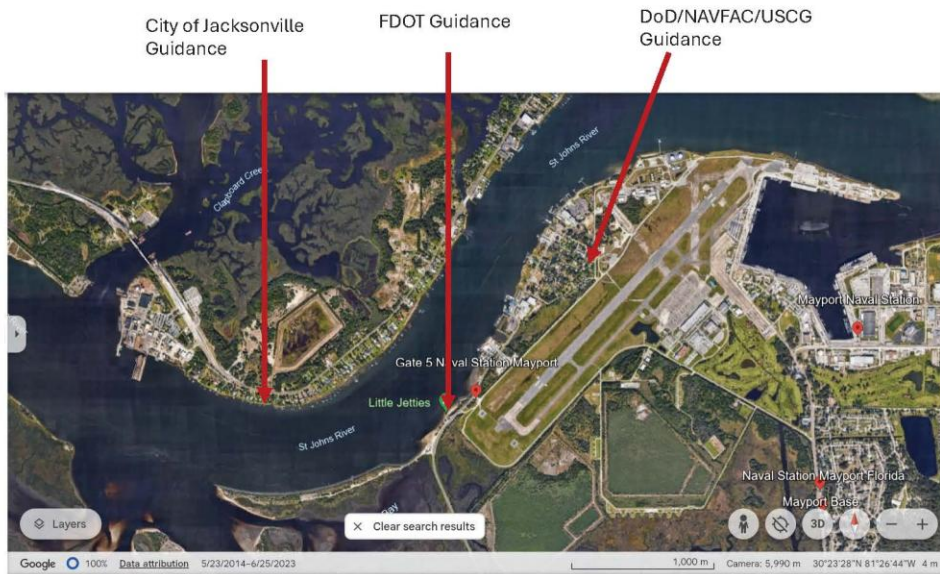 City of Jacksonville
Guidance
FDOT Guidance
DoD/NAVFAC/USCG
Guidance
St Johns River
Clapboard Creek
Mayport Naval Station
Gate 5 Naval Station Mayport
Little Jetties
St Johns River
Naval Station Mayport Florida
Mayport Base
Bay
Layers
Clear search results
3D
Google 100% Data attribution 5/23/2014–6/25/2023 1,000 m Camera: 5,990 m 30°23'28"N 81°26'44"W 4 m